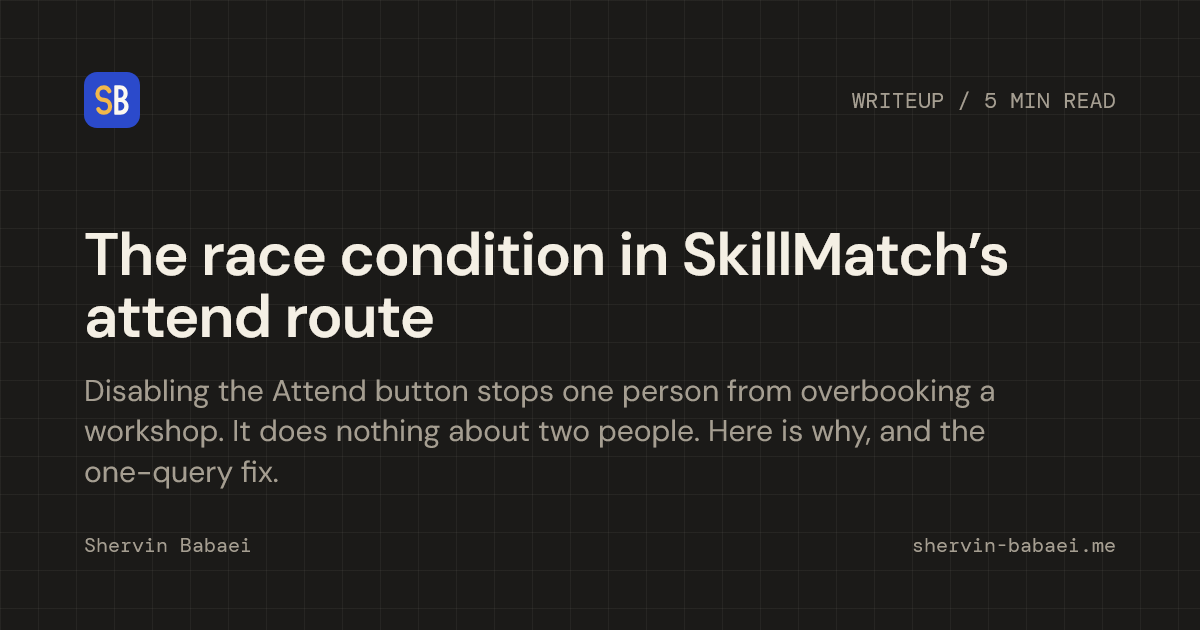 SB
WRITEUP / 5 MIN READ
The race condition in SkillMatch’s
attend route
Disabling the Attend button stops one person from overbooking a
workshop. It does nothing about two people. Here is why, and the
one-query fix.
Shervin Babaei
shervin-babaei.me